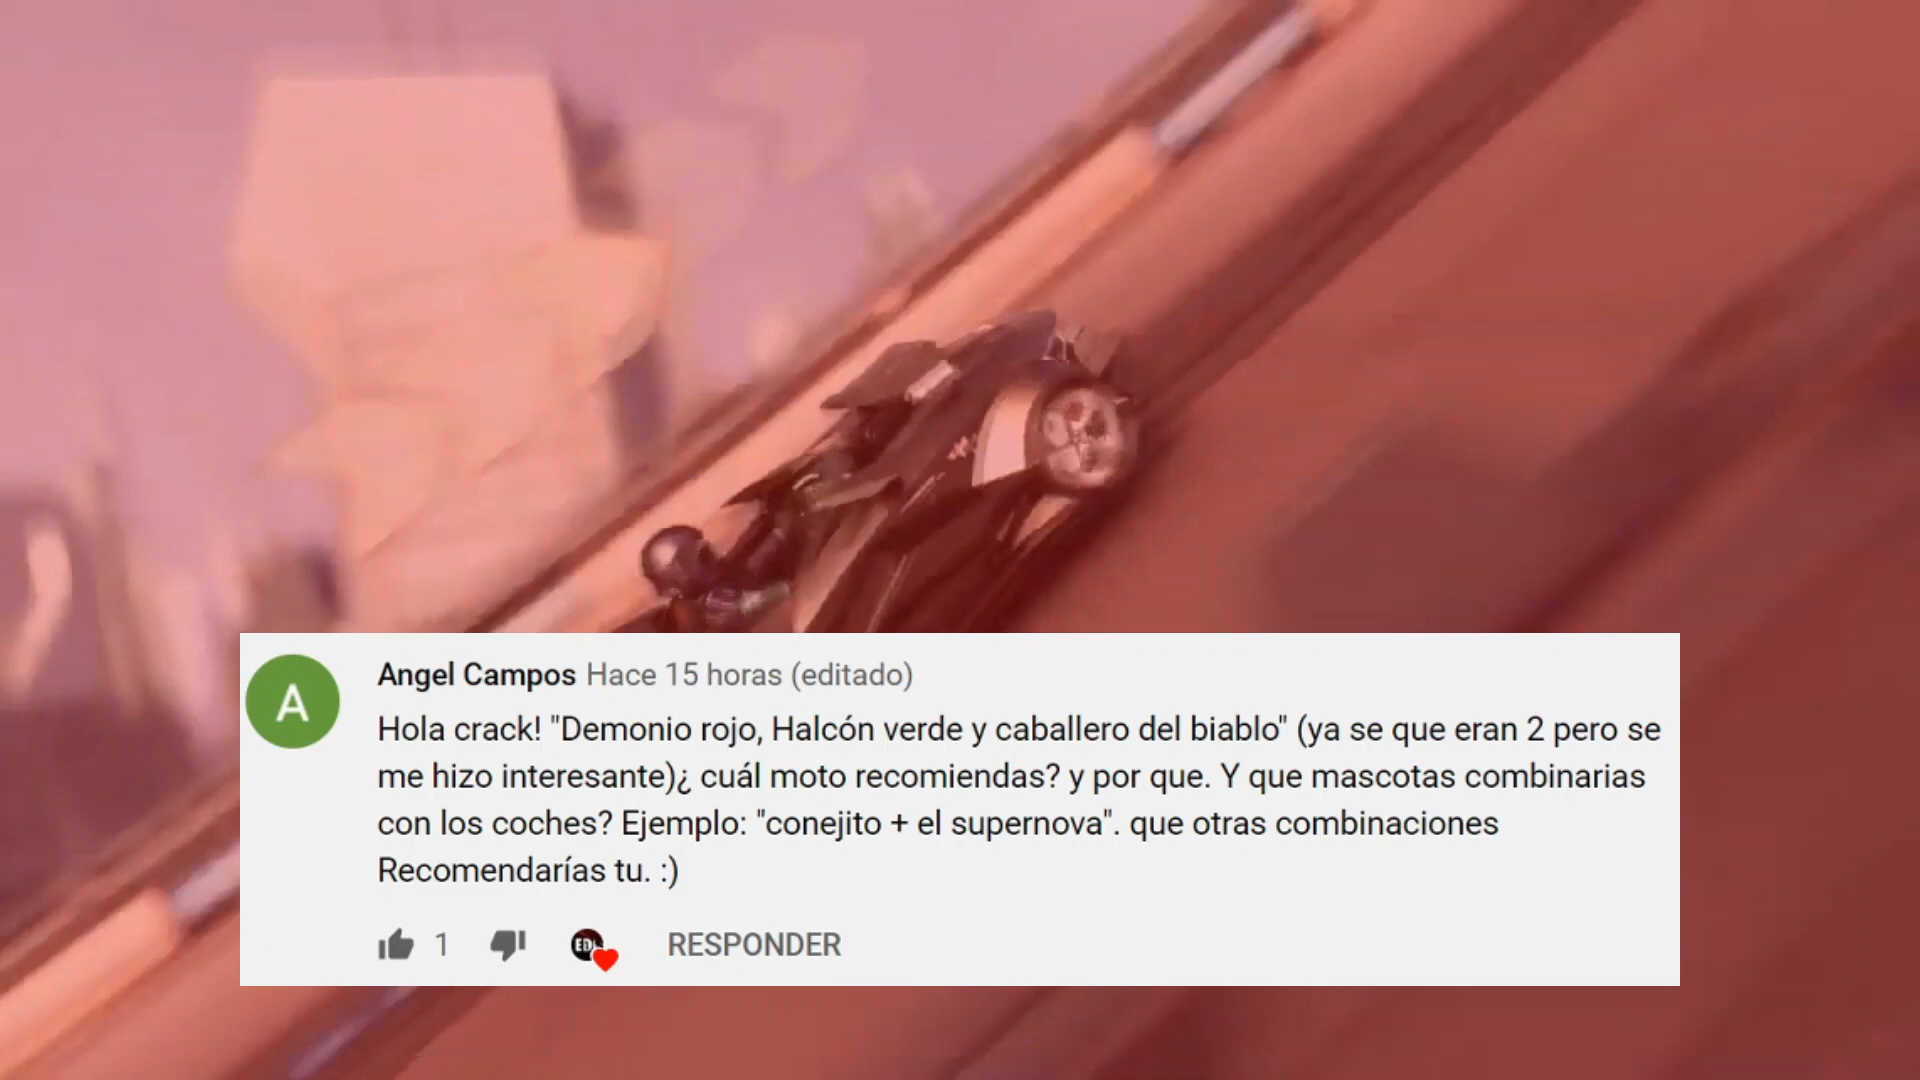 A
Angel Campos Hace 15 horas (editado)
Hola crack! "Demonio rojo, Halcón verde y caballero del biablo" (ya se que eran 2 pero se
me hizo interesante)¿ cuál moto recomiendas? y por que. Y que mascotas combinarias
con los coches? Ejemplo: "conejito + el supernova". que otras combinaciones
Recomendarías tu. :)
1 RESPONDER